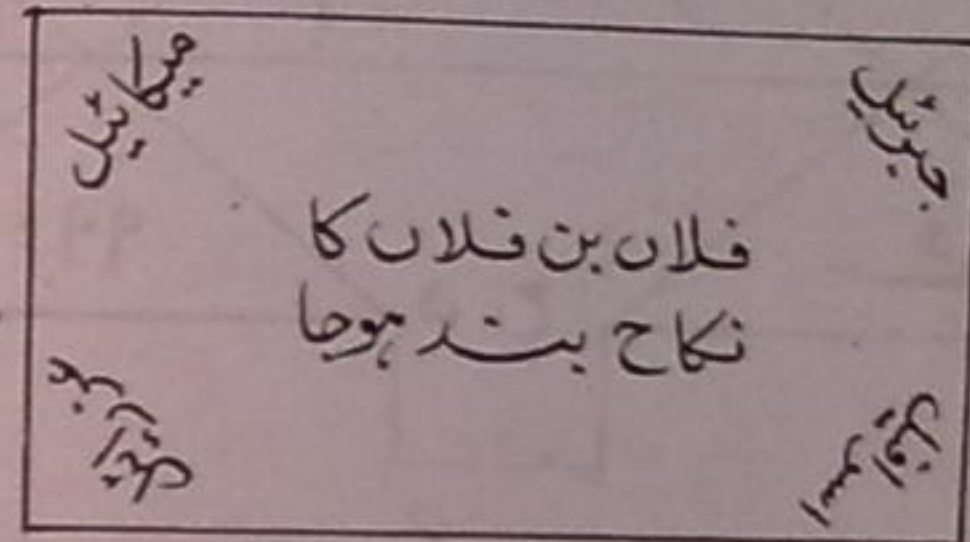 جبرئیل
میکائیل
فلاں بن فلاں کا
نکاح بند ہوجا
اسرافیل
عزرائیل